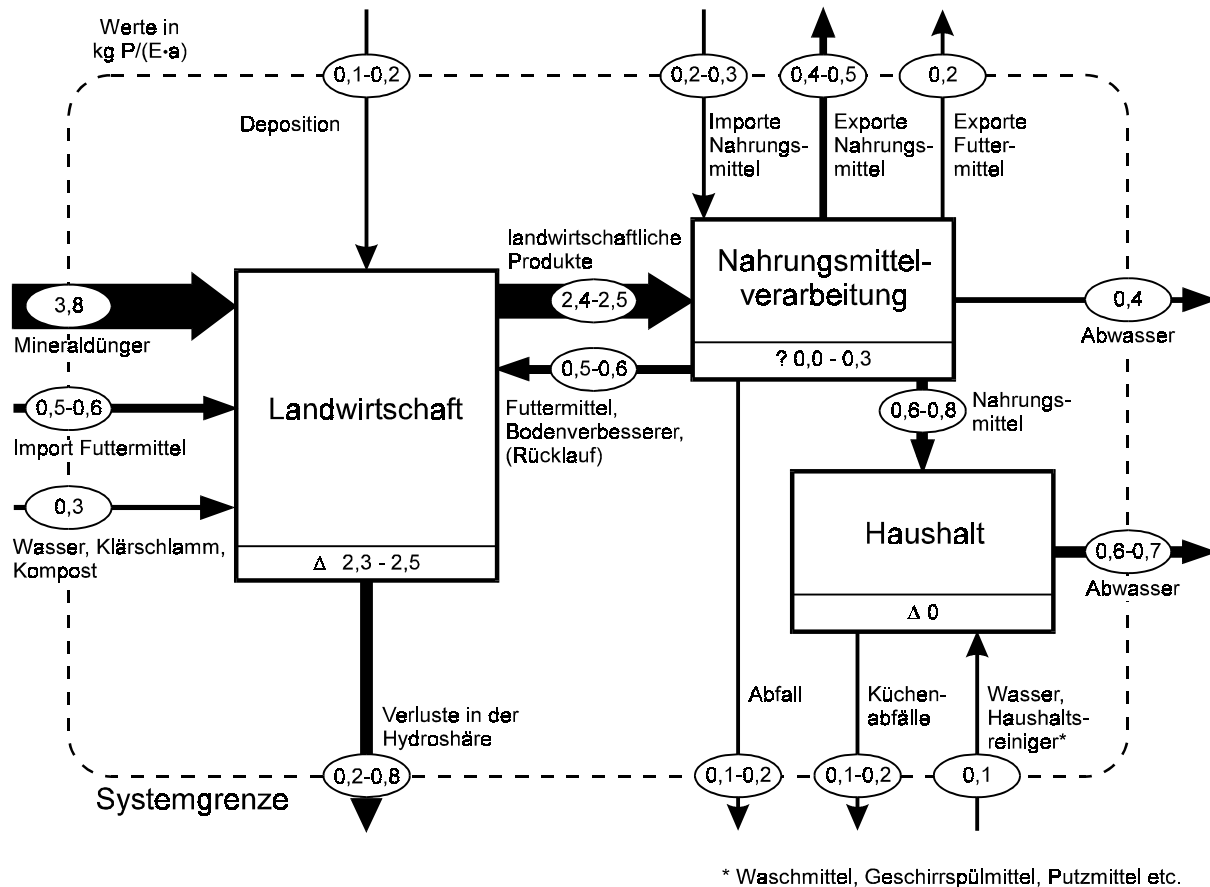 Werte in
kg P/(E·a)
0,1-0,2
0,2-0,3
0,4-0,5
0,2
Deposition
Importe
Nahrungs-
mittel
Exporte
Nahrungs-
mittel
Exporte
Futter-
mittel
landwirtschaftliche
Produkte
Nahrungsmittel-
verarbeitung
3,8
2,4-2,5
0,4
Mineraldünger
Abwasser
? 0,0 - 0,3
0,5-0,6
0,5-0,6
Landwirtschaft
0,6-0,8
Nahrungs-
mittel
Import Futtermittel
Futtermittel,
Bodenverbesserer,
(Rücklauf)
0,3
Wasser, Klärschlamm,
Kompost
Haushalt
Δ 2,3 - 2,5
0,6-0,7
Abwasser
Δ 0
Verluste in der
Hydroshäre
Abfall
Küchen-
abfälle
Wasser,
Haushalts-
reiniger*
0,2-0,8
0,1-0,2
0,1-0,2
0,1
Systemgrenze
* Waschmittel, Geschirrspülmittel, Putzmittel etc.